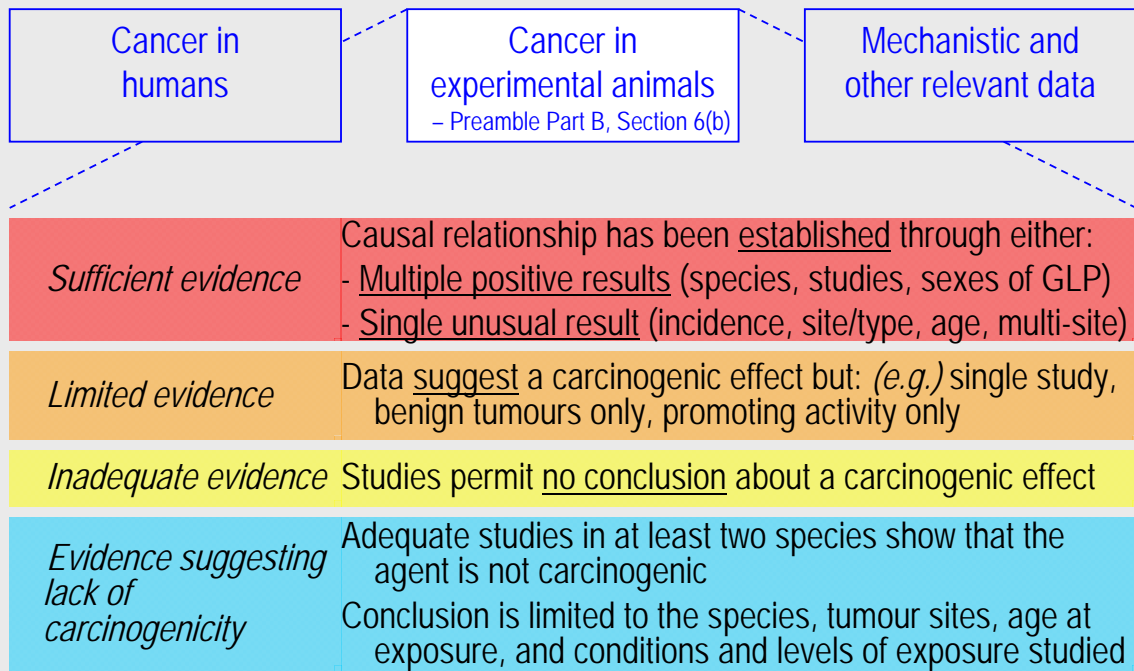 Cancer in
humans
Cancer in
experimental animals
– Preamble Part B, Section 6(b)
Mechanistic and
other relevant data
Sufficient evidence
Causal relationship has been established through either:
- Multiple positive results (species, studies, sexes of GLP)
- Single unusual result (incidence, site/type, age, multi-site)
Limited evidence
Data suggest a carcinogenic effect but: (e.g.) single study,
benign tumours only, promoting activity only
Inadequate evidence
Studies permit no conclusion about a carcinogenic effect
Evidence suggesting
lack of
carcinogenicity
Adequate studies in at least two species show that the
agent is not carcinogenic
Conclusion is limited to the species, tumour sites, age at
exposure, and conditions and levels of exposure studied